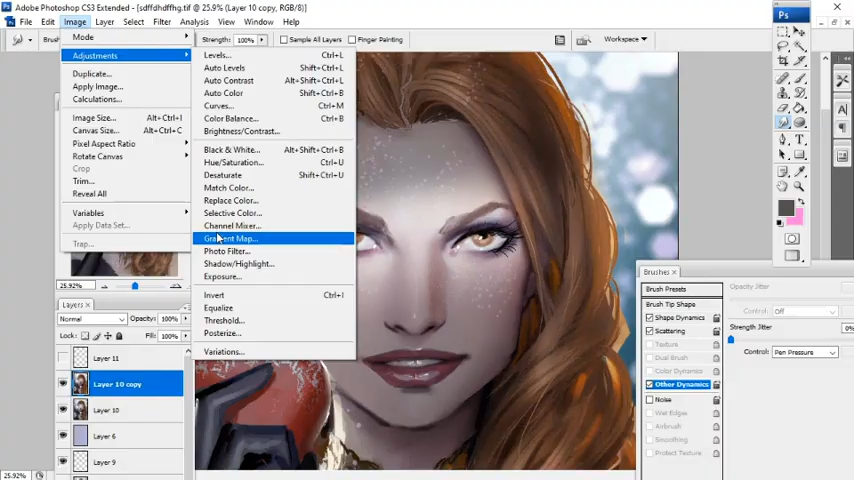 Adobe Photoshop CS3 Extended - [sdffdhdffhg.tif @ 25.9% (Layer 10 copy, RGB/8)]
File Edit Image Layer Select Filter Analysis View Window Help
Brush Strength: 100% Sample All Layers Finger Painting Workspace
Mode
Adjustments
Duplicate...
Apply Image...
Calculations...
Image Size... Alt+Ctrl+I
Canvas Size... Alt+Ctrl+C
Pixel Aspect Ratio
Rotate Canvas
Crop
Trim...
Reveal All
Variables
Apply Data Set...
Trap...
Levels... Ctrl+L
Auto Levels Shift+Ctrl+L
Auto Contrast Alt+Shift+Ctrl+L
Auto Color Shift+Ctrl+B
Curves... Ctrl+M
Color Balance... Ctrl+B
Brightness/Contrast...
Black & White... Alt+Shift+Ctrl+B
Hue/Saturation... Ctrl+U
Desaturate Shift+Ctrl+U
Match Color...
Replace Color...
Selective Color...
Channel Mixer...
Gradient Map...
Photo Filter...
Shadow/Highlight...
Exposure...
Invert Ctrl+I
Equalize
Threshold...
Posterize...
Variations...
25.92%
Layers
Normal Opacity: 100%
Lock: Fill: 100%
Layer 11
Layer 10 copy
Layer 10
Layer 6
Layer 9
25.92%
Ps
A
Brushes
Brush Presets
Brush Tip Shape
Shape Dynamics
Scattering
Texture
Dual Brush
Color Dynamics
Other Dynamics
Noise
Wet Edges
Airbrush
Smoothing
Protect Texture
Opacity Jitter
Control: Off
Strength Jitter 0%
Control: Pen Pressure